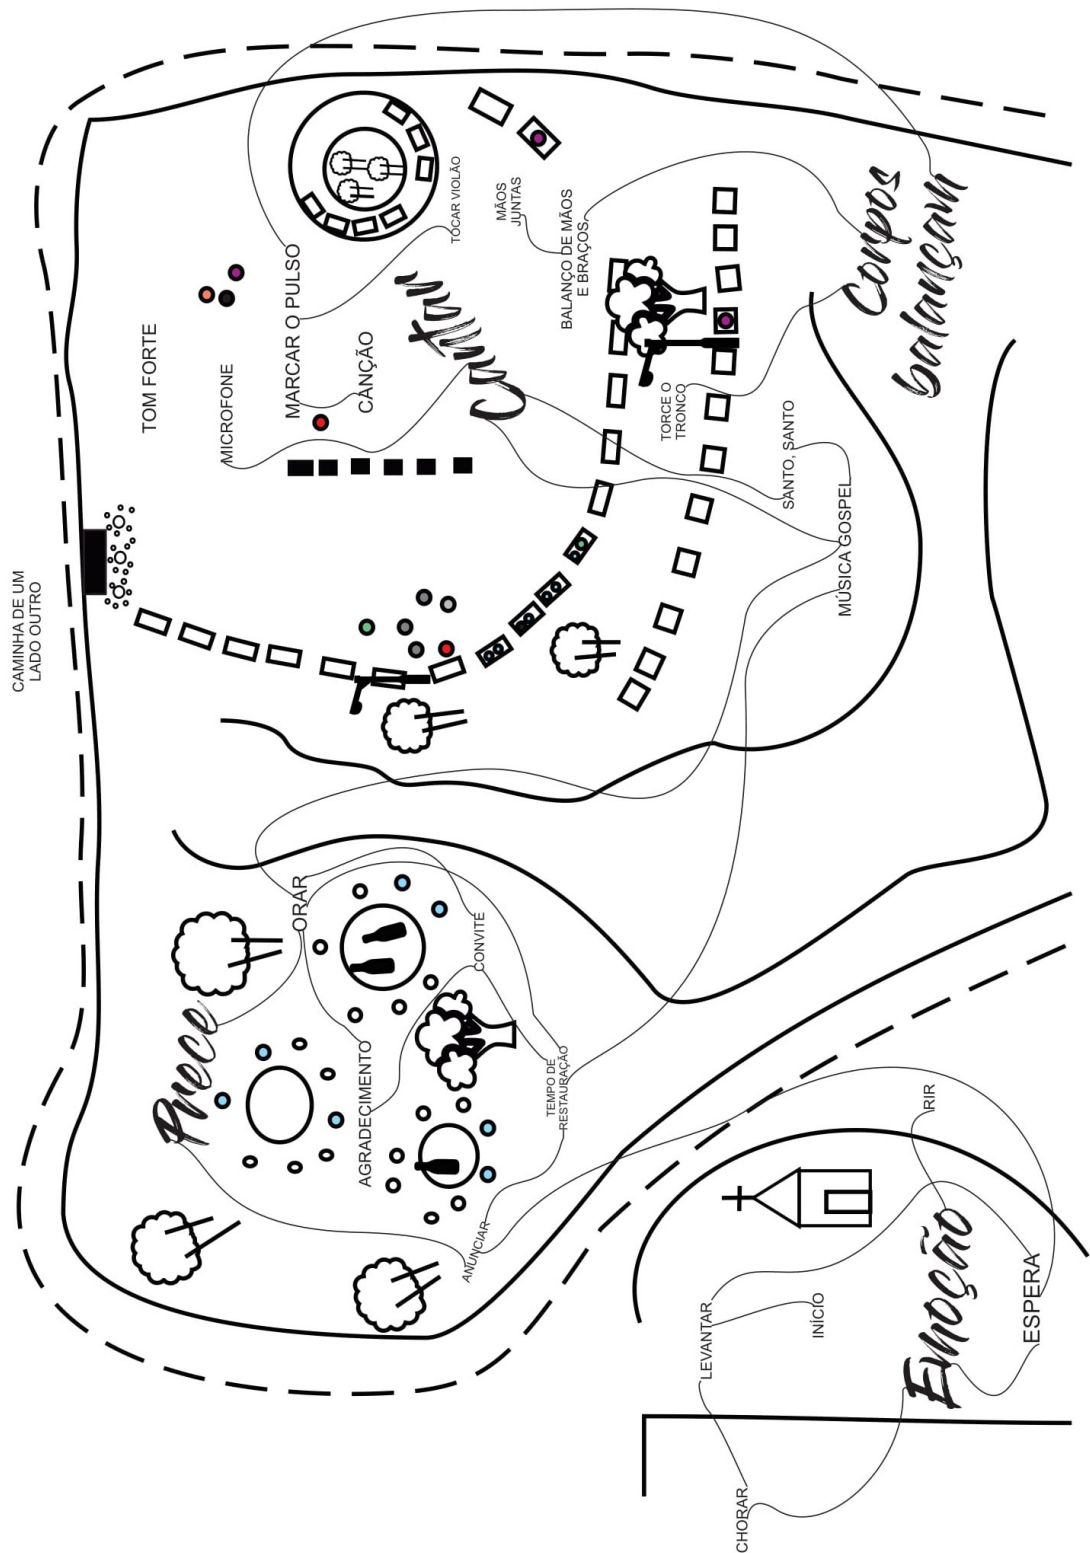 CAMINHA DE UM
LADO OUTRO
TOM FORTE
Prece
MICROFONE
MARCAR O PULSO
ORAR
AGRADECIMENTO
CANÇÃO
Cantar
TOCAR VIOLÃO
ANUNCIAR
CONVITE
MÃOS
JUNTAS
TEMPO DE
RESTAURAÇÃO
BALANÇO DE MÃOS
E BRAÇOS
TORCE O
TRONCO
LEVANTAR
CHORAR
SANTO, SANTO
INÍCIO
MÚSICA GOSPEL
Corpos
balançam
RIR
Emoção
ESPERA